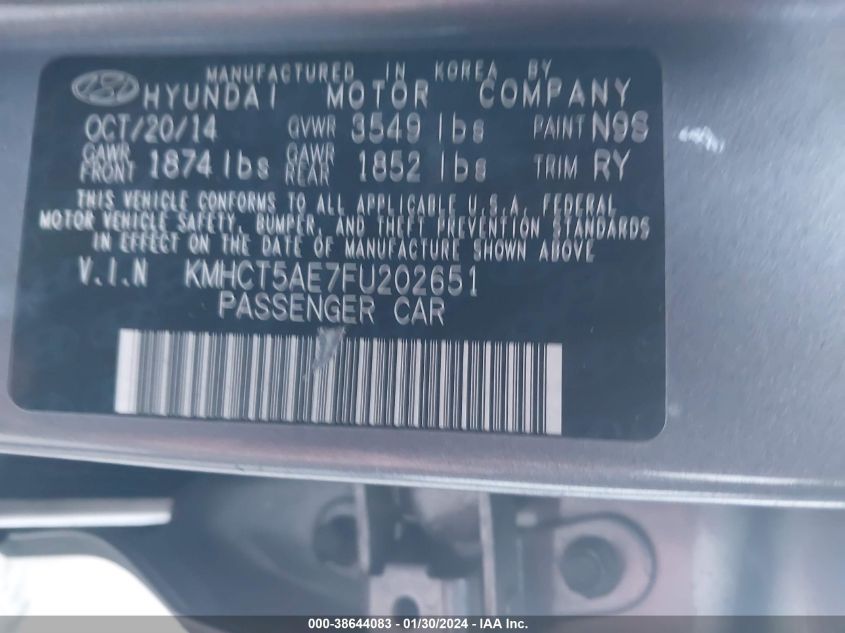 MANUFACTURED IN KOREA BY
HYUNDAI MOTOR COMPANY
OCT/20/14 GVWR 3549 lbs PAINT N9S
GAWR FRONT 1874 lbs GAWR REAR 1852 lbs TRIM RY
THIS VEHICLE CONFORMS TO ALL APPLICABLE U.S.A. FEDERAL
MOTOR VEHICLE SAFETY, BUMPER, AND THEFT PREVENTION STANDARDS
IN EFFECT ON THE DATE OF MANUFACTURE SHOWN ABOVE
V.I.N KMHCT5AE7FU202651
PASSENGER CAR
000-38644083 - 01/30/2024 - IAA Inc.